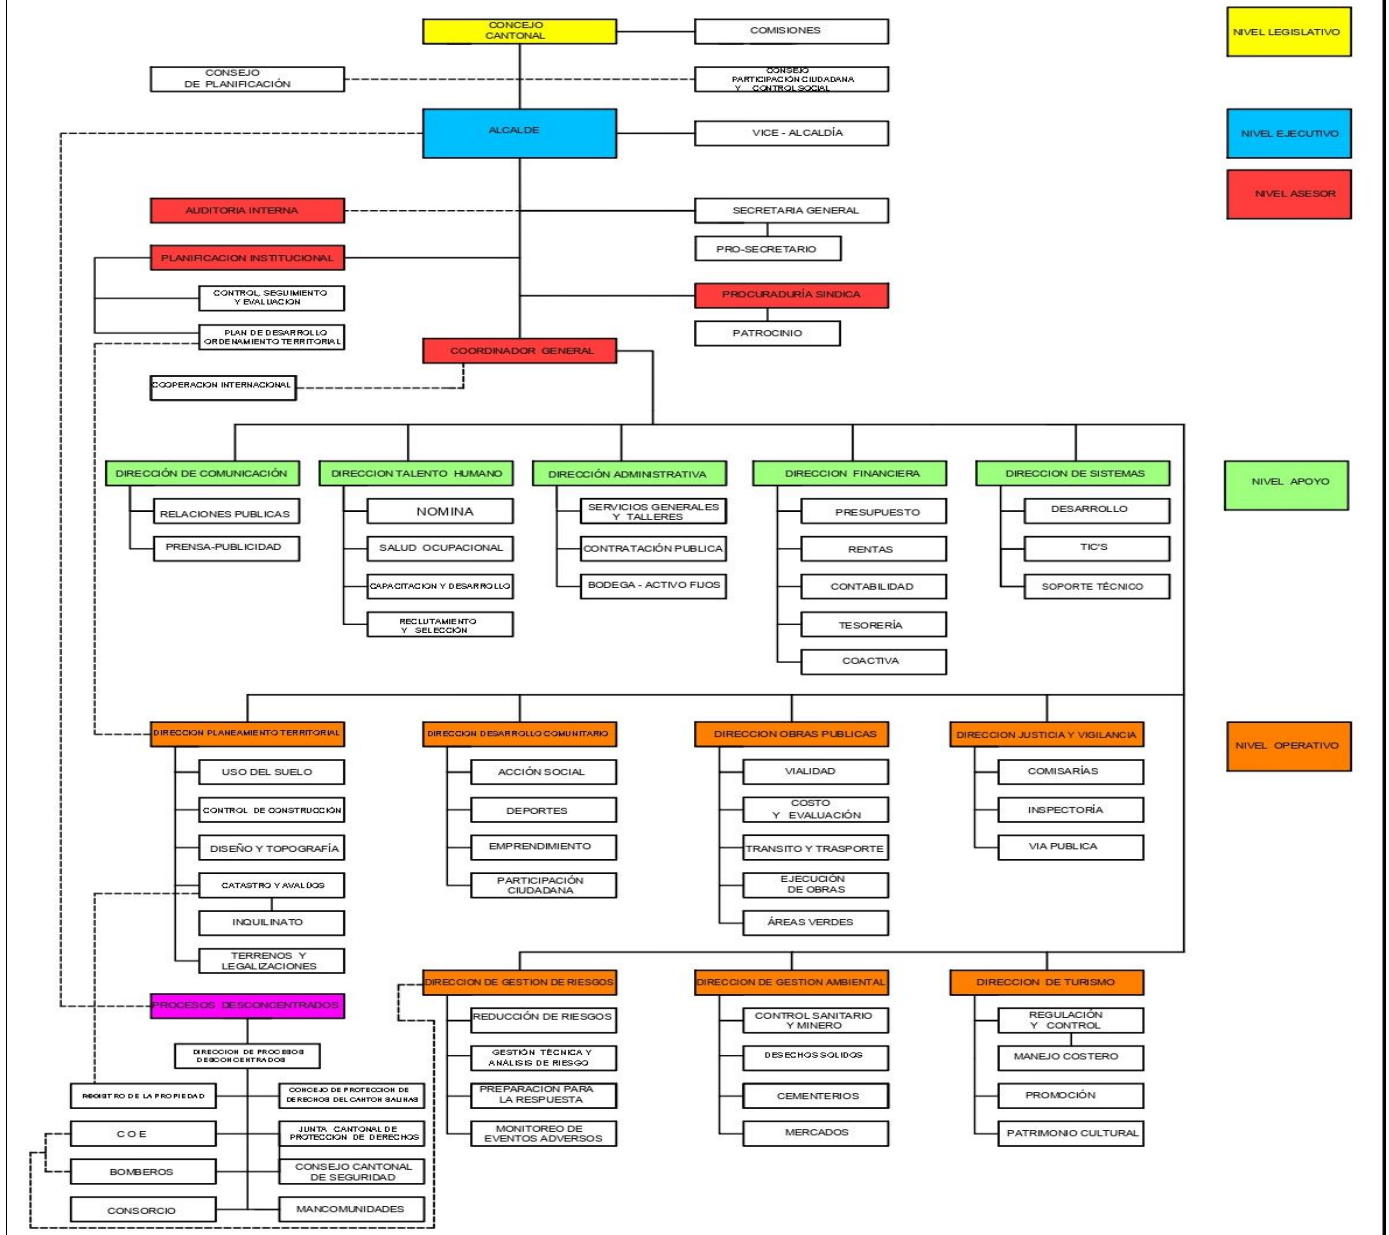 CONCEJO
CANTONAL
COMISIONES
NIVEL LEGISLATIVO
CONSEJO
DE PLANIFICACIÓN
CONSEJO
PARTICIPACIÓN CIUDADANA
Y CONTROL SOCIAL
ALCALDE
VICE - ALCALDÍA
NIVEL EJECUTIVO
NIVEL ASESOR
AUDITORIA INTERNA
SECRETARIA GENERAL
PRO-SECRETARIO
PLANIFICACION INSTITUCIONAL
CONTROL, SEGUIMIENTO
Y EVALUACION
PROCURADURÍA SINDICA
PLAN DE DESARROLLO
ORDENAMIENTO TERRITORIAL
PATROCINIO
COORDINADOR GENERAL
COOPERACION INTERNACIONAL
DIRECCIÓN DE COMUNICACIÓN
DIRECCION TALENTO HUMANO
DIRECCIÓN ADMINISTRATIVA
DIRECCION FINANCIERA
DIRECCION DE SISTEMAS
NIVEL APOYO
RELACIONES PUBLICAS
PRENSA-PUBLICIDAD
NOMINA
SALUD OCUPACIONAL
CAPACITACION Y DESARROLLO
RECLUTAMIENTO
Y SELECCIÓN
SERVICIOS GENERALES
Y TALLERES
CONTRATACIÓN PUBLICA
BODEGA - ACTIVO FIJOS
PRESUPUESTO
RENTAS
CONTABILIDAD
TESORERÍA
COACTIVA
DESARROLLO
TIC'S
SOPORTE TÉCNICO
DIRECCION PLANEAMIENTO TERRITORIAL
DIRECCION DESARROLLO COMUNITARIO
DIRECCION OBRAS PUBLICAS
DIRECCION JUSTICIA Y VIGILANCIA
NIVEL OPERATIVO
USO DEL SUELO
CONTROL DE CONSTRUCCIÓN
DISEÑO Y TOPOGRAFÍA
CATASTRO Y AVALÚOS
INQUILINATO
TERRENOS Y
LEGALIZACIONES
ACCIÓN SOCIAL
DEPORTES
EMPRENDIMIENTO
PARTICIPACIÓN
CIUDADANA
VIALIDAD
COSTO
Y EVALUACIÓN
TRANSITO Y TRASPORTE
EJECUCIÓN
DE OBRAS
ÁREAS VERDES
COMISARÍAS
INSPECTORÍA
VIA PUBLICA
PROCESOS DESCONCENTRADOS
DIRECCION DE GESTION DE RIESGOS
DIRECCION DE GESTION AMBIENTAL
DIRECCION DE TURISMO
DIRECCION DE PROCESOS
DESCONCENTRADOS
REGISTRO DE LA PROPIEDAD
CONCEJO DE PROTECCION DE
DERECHOS DEL CANTON SALINAS
C O E
JUNTA CANTONAL DE
PROTECCION DE DERECHOS
BOMBEROS
CONSEJO CANTONAL
DE SEGURIDAD
CONSORCIO
MANCOMUNIDADES
REDUCCIÓN DE RIESGOS
GESTIÓN TÉCNICA Y
ANÁLISIS DE RIESGO
PREPARACION PARA
LA RESPUESTA
MONITOREO DE
EVENTOS ADVERSOS
CONTROL SANITARIO
Y MINERO
DESECHOS SOLIDOS
CEMENTERIOS
MERCADOS
REGULACIÓN
Y CONTROL
MANEJO COSTERO
PROMOCIÓN
PATRIMONIO CULTURAL